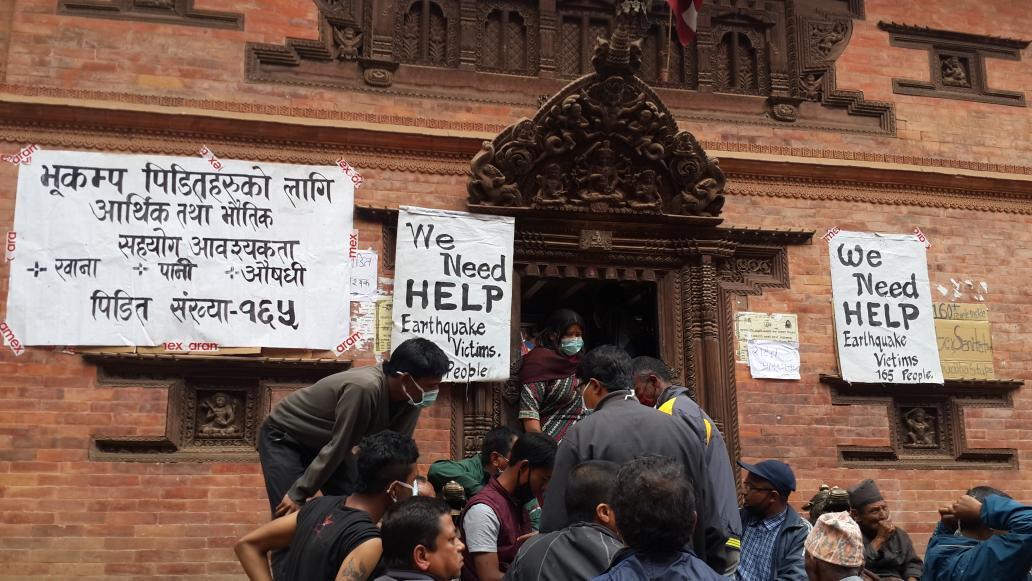 भूकम्प पिडितहरुको लागि
आर्थिक तथा भौतिक
सहयोग आवश्यकता
⊹ खाना ⊹ पानी ⊹ औषधी
पिडित संख्या-१६५
We
Need
HELP
Earthquake
Victims.
People.
We
Need
HELP
Earthquake
Victims
165 People.
160+